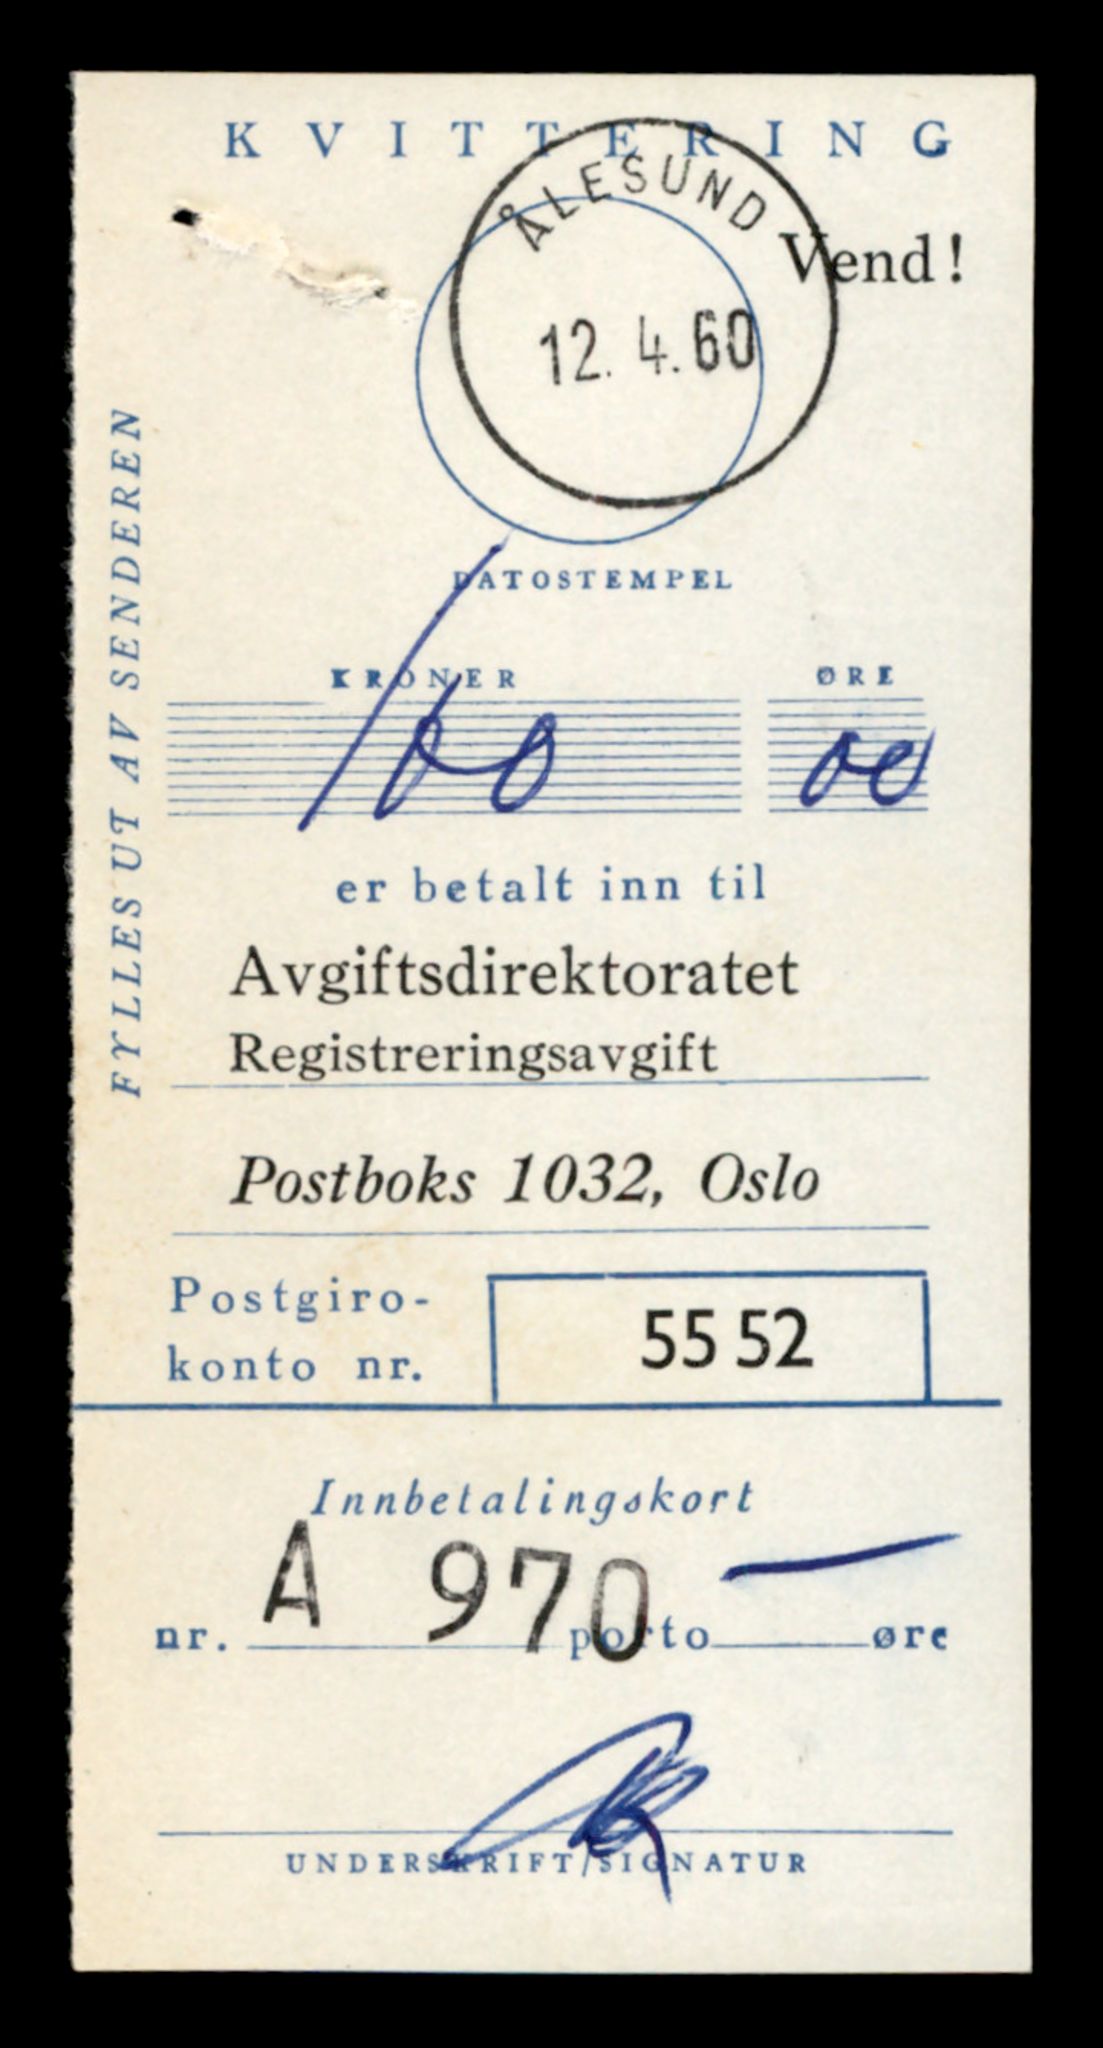 KVITTERING
ÅLESUND
Vend!
12. 4. 60
DATOSTEMPEL
FYLLES UT AV SENDEREN
KRONER ØRE
100 00
er betalt inn til
Avgiftsdirektoratet
Registreringsavgift
Postboks 1032, Oslo
Postgiro-
konto nr. 55 52
Innbetalingskort
nr. A 970 porto — øre
UNDERSKRIFT/SIGNATUR